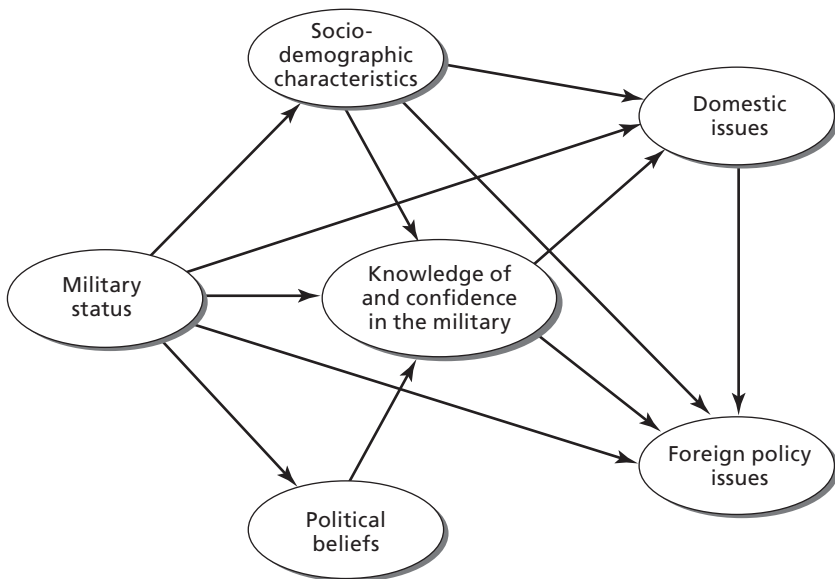 Socio-
demographic
characteristics
Domestic
issues
Military
status
Knowledge of
and confidence
in the military
Foreign policy
issues
Political
beliefs